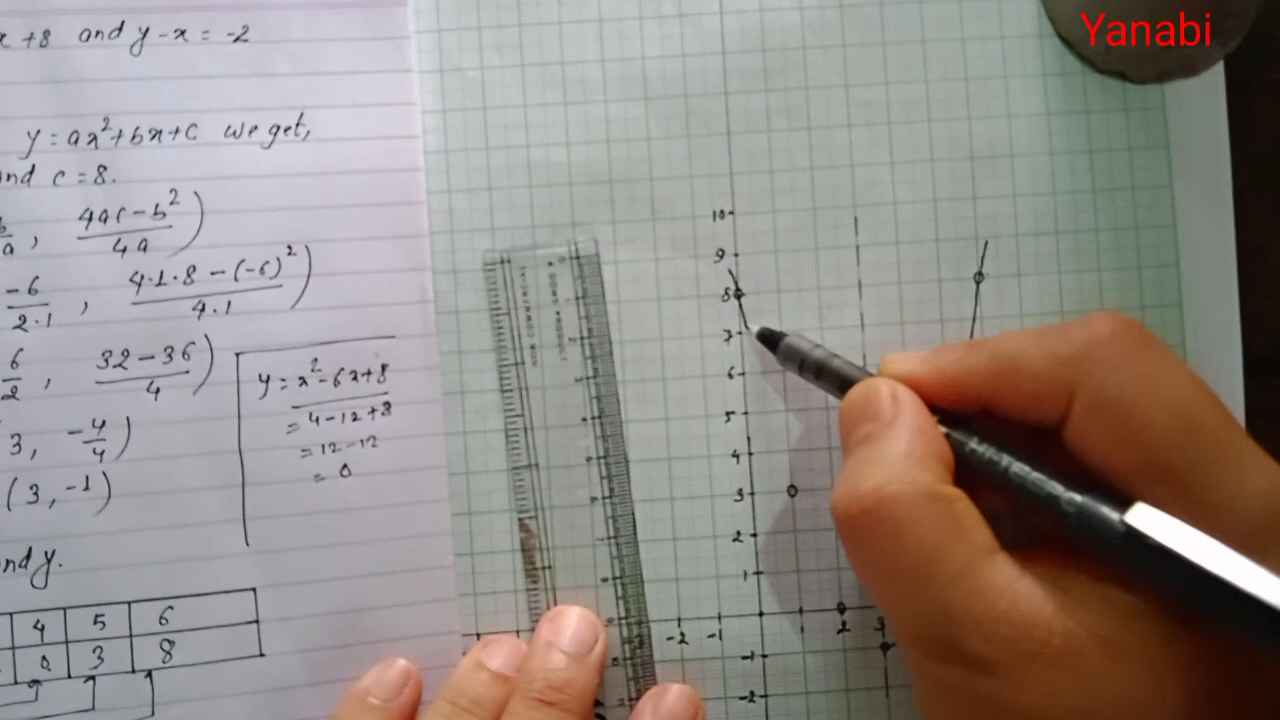 Yanabi
x + 8 and y - x = -2
y = ax² + bx + c we get,
and c = 8.
b/a, (4ac - b²)/4a)
-6/2·1, (4·1·8 - (-6)²)/4·1)
6/2, (32 - 36)/4)
3, -4/4)
(3, -1)
and y.
4 5 6
0 3 8
y = x² - 6x + 8
= 4 - 12 + 8
= 12 - 12
= 0
10
9
8
7
6
5
4
3
2
1
-2 -1 2 3
-1
-2